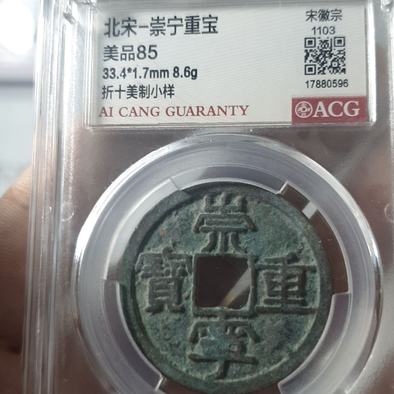 北宋-崇宁重宝
美品85
33.4*1.7mm 8.6g
折十美制小样
AI CANG GUARANTY
宋徽宗
1103
17880596
ACG
崇
寳 重
寧